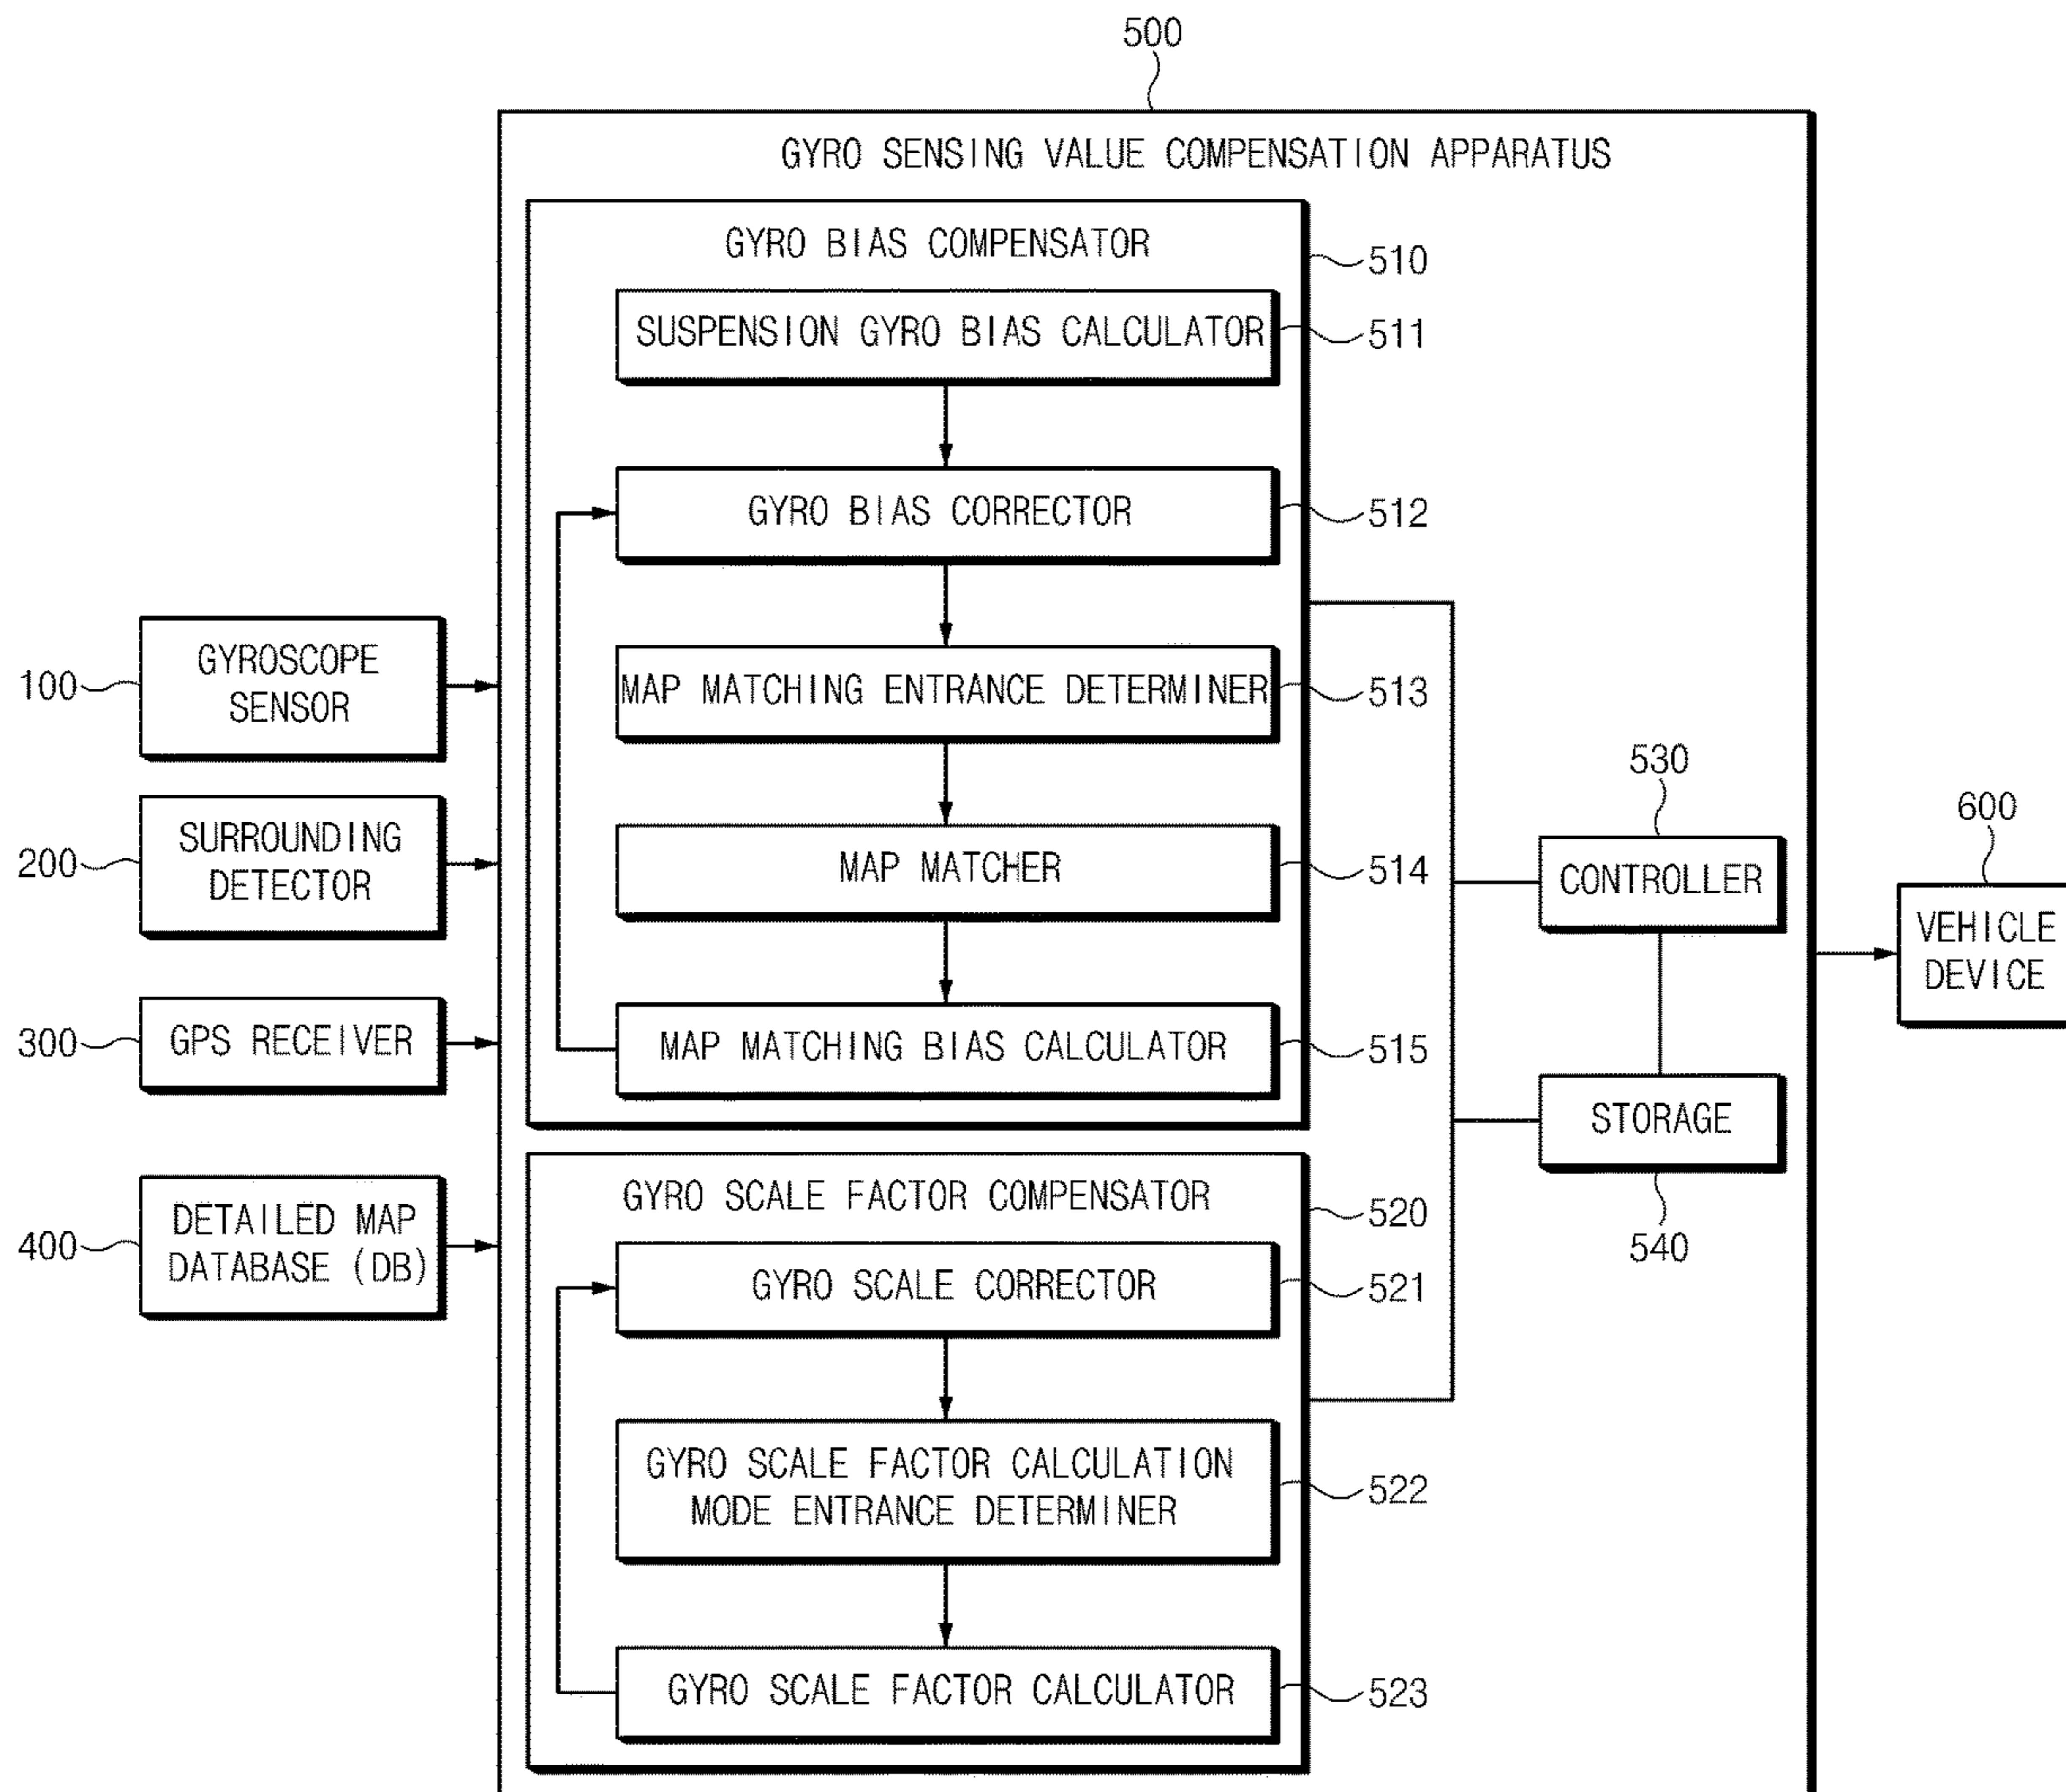 500
GYRO SENSING VALUE COMPENSATION APPARATUS
GYRO BIAS COMPENSATOR
510
SUSPENSION GYRO BIAS CALCULATOR
511
GYRO BIAS CORRECTOR
512
MAP MATCHING ENTRANCE DETERMINER
513
MAP MATCHER
514
MAP MATCHING BIAS CALCULATOR
515
100
GYROSCOPE
SENSOR
200
SURROUNDING
DETECTOR
300
GPS RECEIVER
400
DETAILED MAP
DATABASE (DB)
GYRO SCALE FACTOR COMPENSATOR
520
GYRO SCALE CORRECTOR
521
GYRO SCALE FACTOR CALCULATION
MODE ENTRANCE DETERMINER
522
GYRO SCALE FACTOR CALCULATOR
523
530
CONTROLLER
STORAGE
540
600
VEHICLE
DEVICE